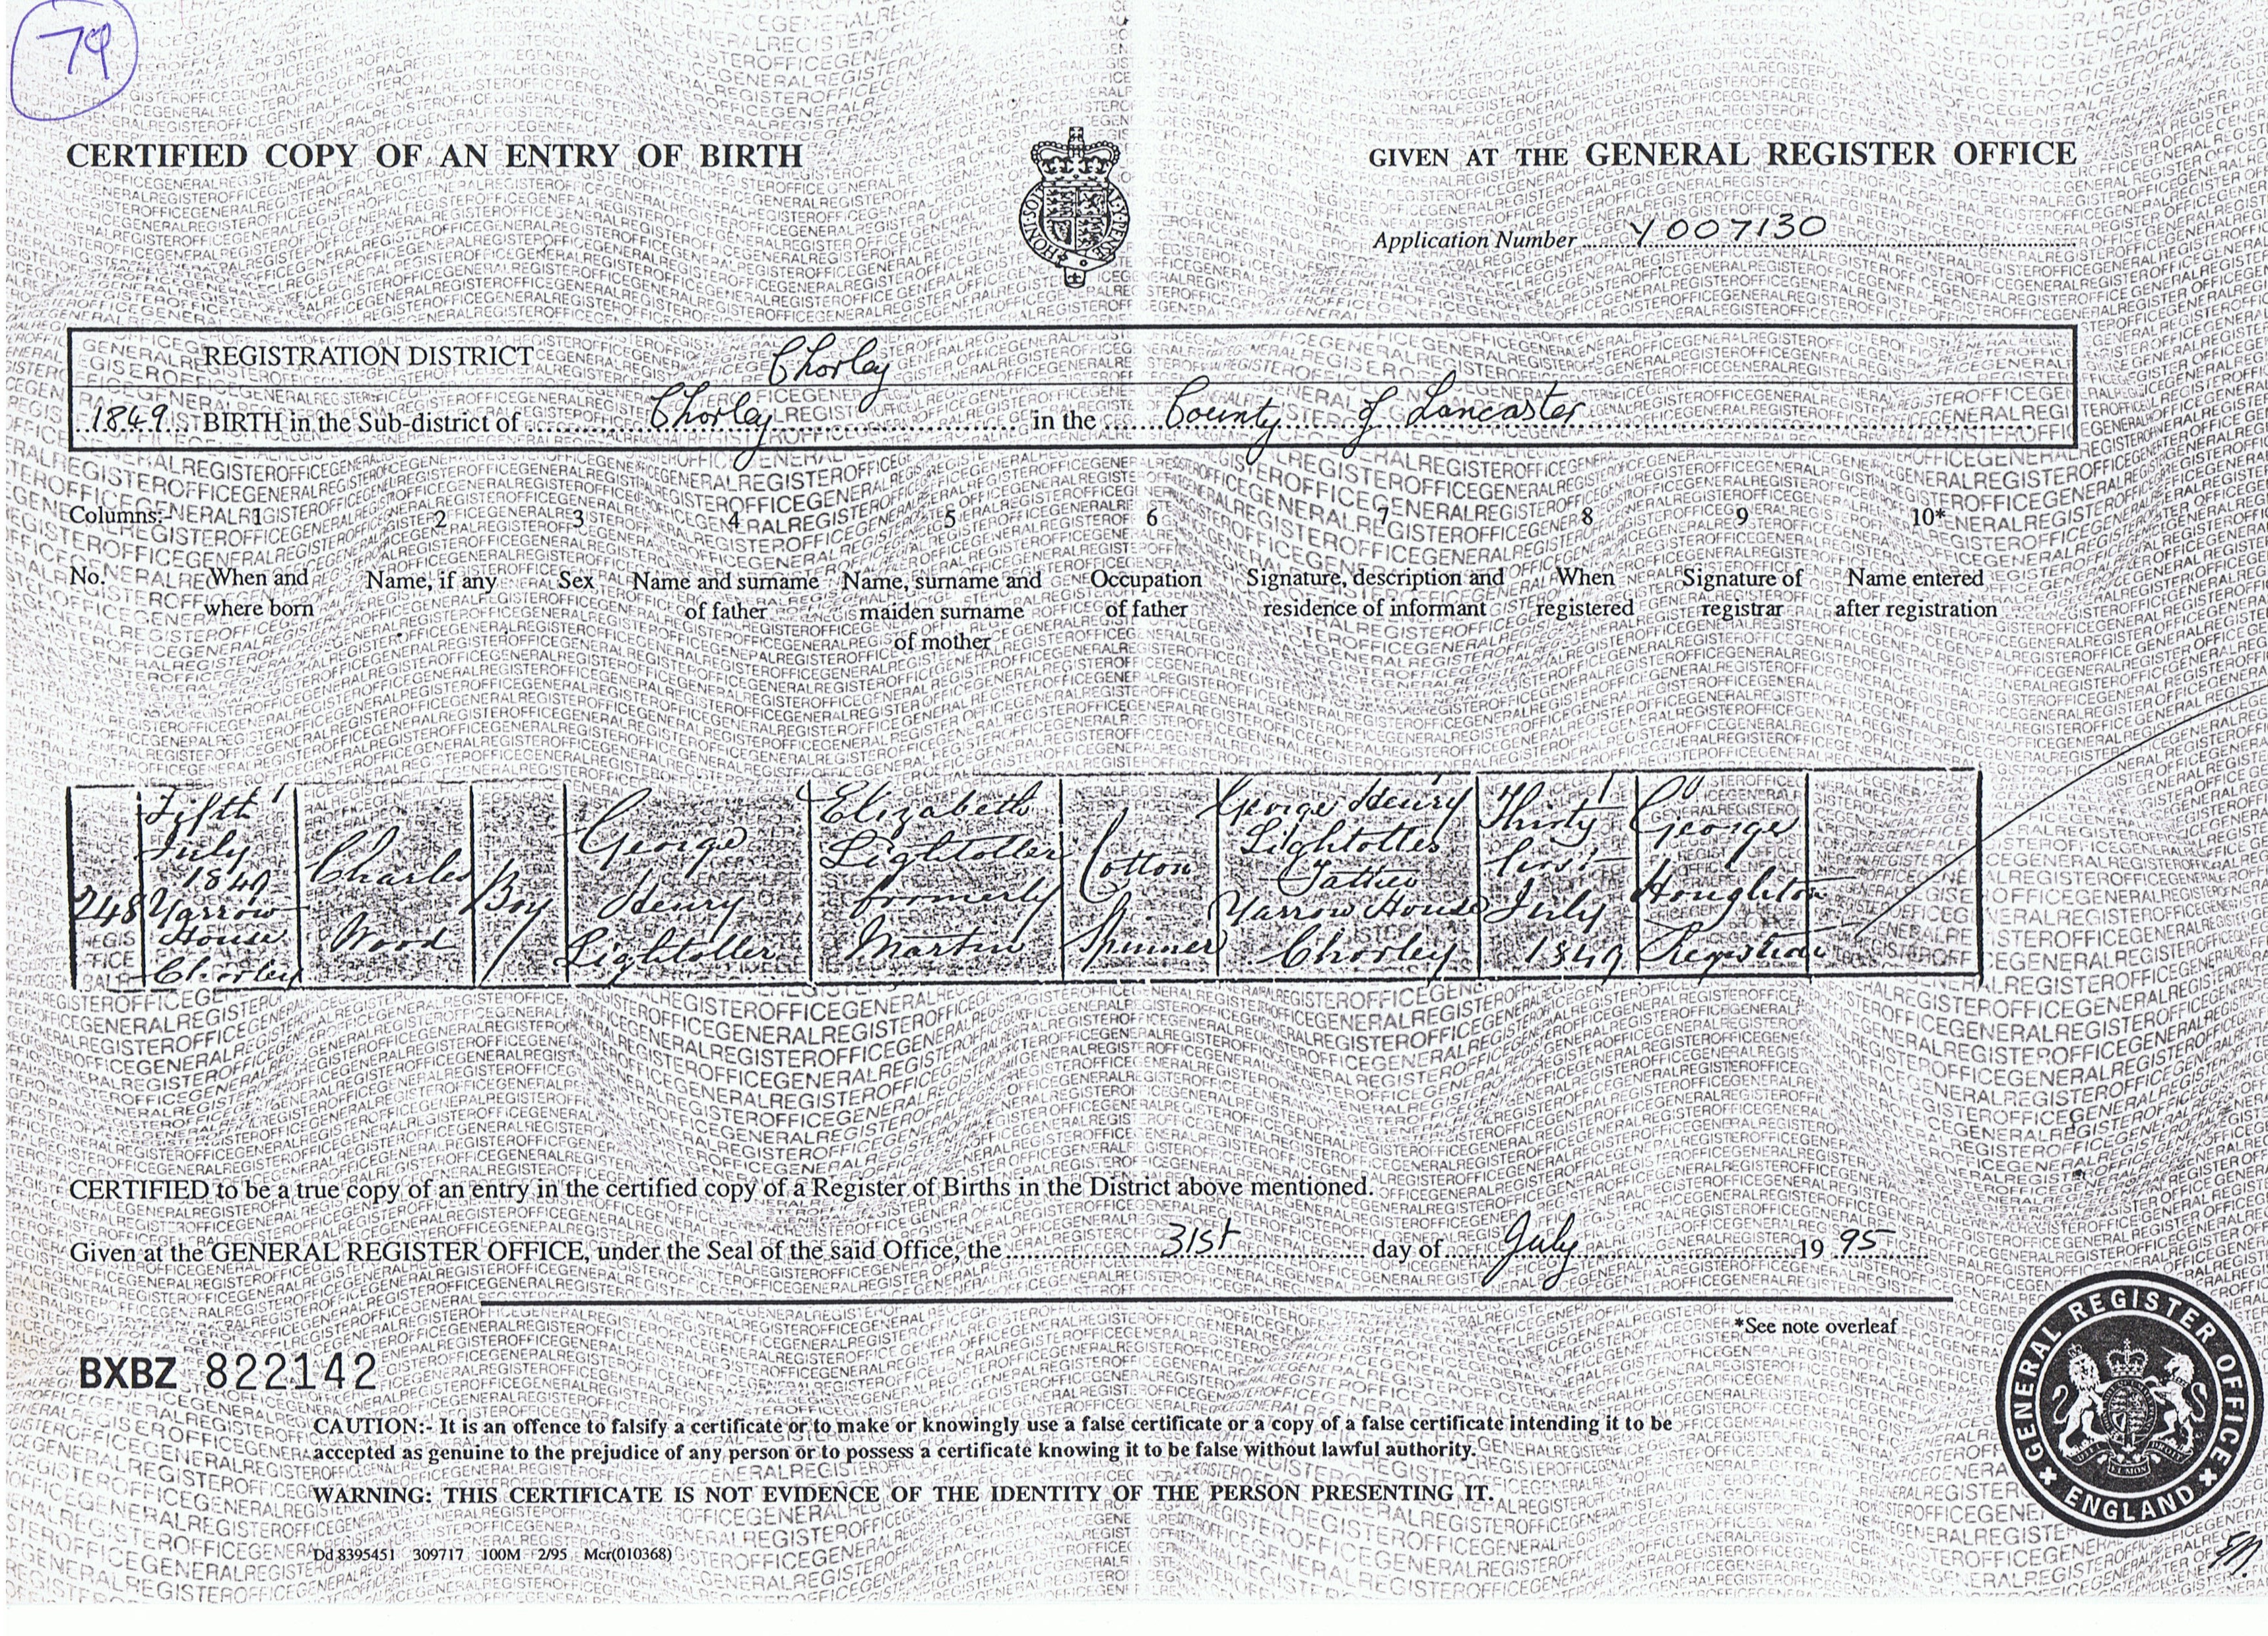 79
CERTIFIED COPY OF AN ENTRY OF BIRTH
GIVEN AT THE GENERAL REGISTER OFFICE
HONI SOIT MAL Y PENSE
Application Number Y007130
REGISTRATION DISTRICT Chorley
1849 BIRTH in the Sub-district of Chorley in the County of Lancaster
Columns:- 1 2 3 4 5 6 7 8 9 10*
No. When and where born
Name, if any
Sex
Name and surname of father
Name, surname and maiden surname of mother
Occupation of father
Signature, description and residence of informant
When registered
Signature of registrar
Name entered after registration
248
Fifth
July
1849
Yarrow
House
Chorley
Charles
Wood
Boy
George
Henry
Lightoller
Elizabeth
Lightoller
formerly
Martin
Cotton
Spinner
George Henry
Lightoller
Father
Yarrow House
Chorley
Thirty
first
July
1849
George
Houghton
Registrar
CERTIFIED to be a true copy of an entry in the certified copy of a Register of Births in the District above mentioned.
Given at the GENERAL REGISTER OFFICE, under the Seal of the said Office, the 31st day of July 1995
*See note overleaf
BXBZ 822142
CAUTION:- It is an offence to falsify a certificate or to make or knowingly use a false certificate or a copy of a false certificate intending it to be
accepted as genuine to the prejudice of any person or to possess a certificate knowing it to be false without lawful authority.
WARNING: THIS CERTIFICATE IS NOT EVIDENCE OF THE IDENTITY OF THE PERSON PRESENTING IT.
Dd 8395451 309717 100M 2/95 Mcr(010368)
GENERAL REGISTER OFFICE
ENGLAND